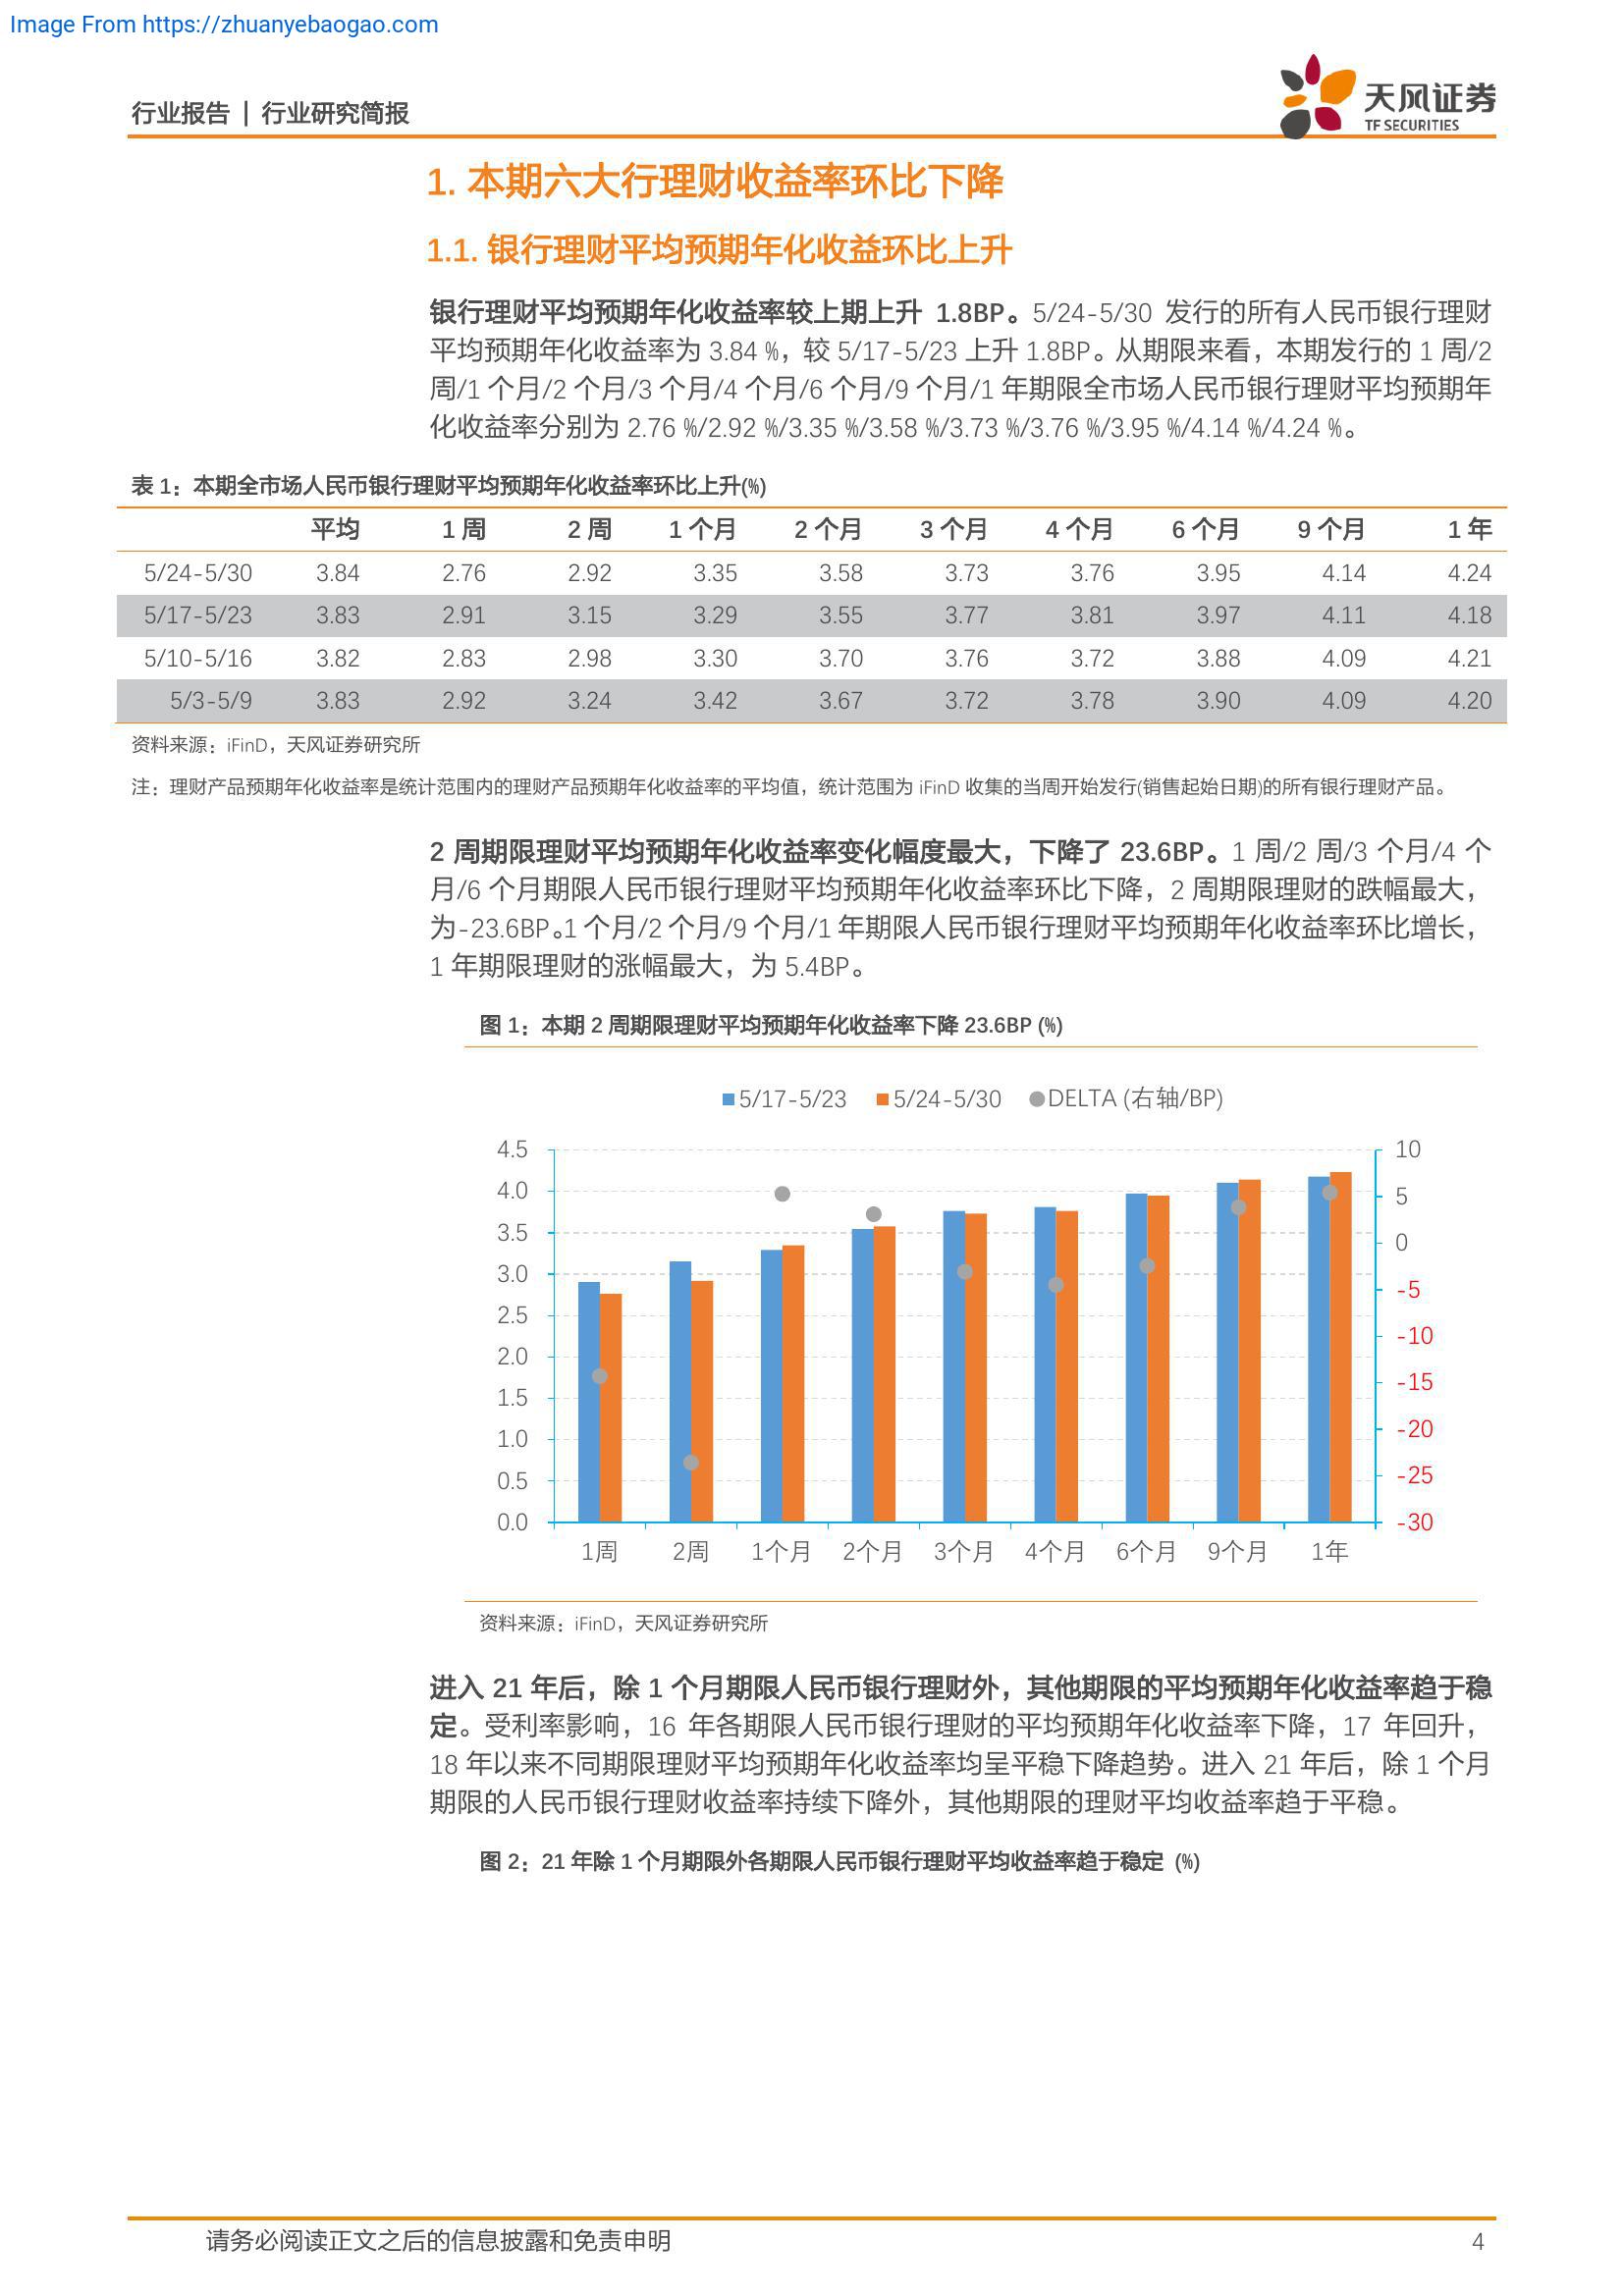 Image From https://zhuanyebaogao.com
行业报告 | 行业研究简报
天风证券
TF SECURITIES
1. 本期六大行理财收益率环比下降
1.1. 银行理财平均预期年化收益环比上升
银行理财平均预期年化收益率较上期上升 1.8BP。5/24-5/30 发行的所有人民币银行理财
平均预期年化收益率为 3.84 %，较 5/17-5/23 上升 1.8BP。从期限来看，本期发行的 1 周/2
周/1 个月/2 个月/3 个月/4 个月/6 个月/9 个月/1 年期限全市场人民币银行理财平均预期年
化收益率分别为 2.76 %/2.92 %/3.35 %/3.58 %/3.73 %/3.76 %/3.95 %/4.14 %/4.24 %。
表 1：本期全市场人民币银行理财平均预期年化收益率环比上升(%)
平均 1 周 2 周 1 个月 2 个月 3 个月 4 个月 6 个月 9 个月 1 年
5/24-5/30 3.84 2.76 2.92 3.35 3.58 3.73 3.76 3.95 4.14 4.24
5/17-5/23 3.83 2.91 3.15 3.29 3.55 3.77 3.81 3.97 4.11 4.18
5/10-5/16 3.82 2.83 2.98 3.30 3.70 3.76 3.72 3.88 4.09 4.21
5/3-5/9 3.83 2.92 3.24 3.42 3.67 3.72 3.78 3.90 4.09 4.20
资料来源：iFinD，天风证券研究所
注：理财产品预期年化收益率是统计范围内的理财产品预期年化收益率的平均值，统计范围为 iFinD 收集的当周开始发行(销售起始日期)的所有银行理财产品。
2 周期限理财平均预期年化收益率变化幅度最大，下降了 23.6BP。1 周/2 周/3 个月/4 个
月/6 个月期限人民币银行理财平均预期年化收益率环比下降，2 周期限理财的跌幅最大，
为-23.6BP。1 个月/2 个月/9 个月/1 年期限人民币银行理财平均预期年化收益率环比增长，
1 年期限理财的涨幅最大，为 5.4BP。
图 1：本期 2 周期限理财平均预期年化收益率下降 23.6BP (%)
5/17-5/23 5/24-5/30 DELTA (右轴/BP)
4.5 10
4.0 5
3.5 0
3.0 -5
2.5 -10
2.0 -15
1.5 -20
1.0 -25
0.5 -30
0.0
1周 2周 1个月 2个月 3个月 4个月 6个月 9个月 1年
资料来源：iFinD，天风证券研究所
进入 21 年后，除 1 个月期限人民币银行理财外，其他期限的平均预期年化收益率趋于稳
定。受利率影响，16 年各期限人民币银行理财的平均预期年化收益率下降，17 年回升，
18 年以来不同期限理财平均预期年化收益率均呈平稳下降趋势。进入 21 年后，除 1 个月
期限的人民币银行理财收益率持续下降外，其他期限的理财平均收益率趋于平稳。
图 2：21 年除 1 个月期限外各期限人民币银行理财平均收益率趋于稳定 (%)
请务必阅读正文之后的信息披露和免责申明 4